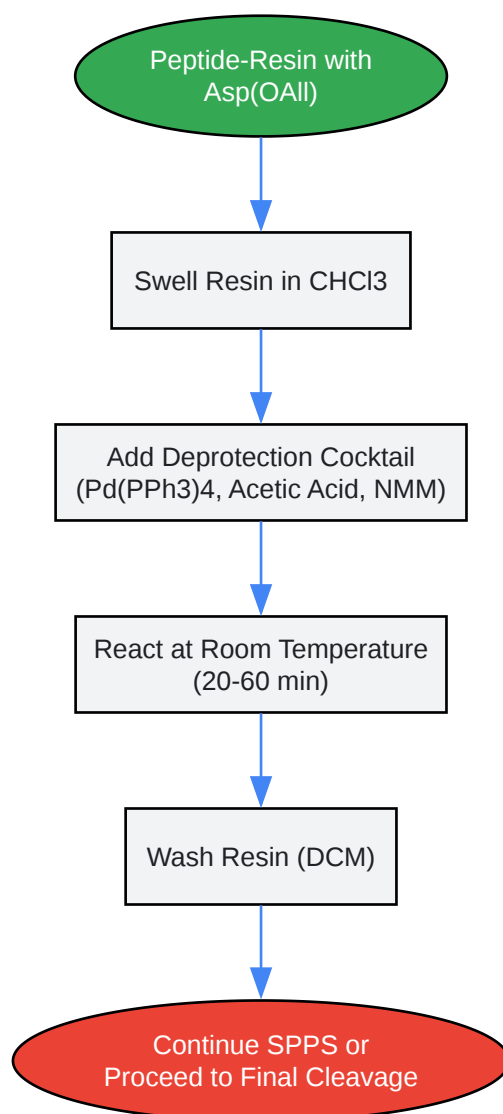 Peptide-Resin with
Asp(OAll)
Swell Resin in CHCl3
Add Deprotection Cocktail
(Pd(PPh3)4, Acetic Acid, NMM)
React at Room Temperature
(20-60 min)
Wash Resin (DCM)
Continue SPPS or
Proceed to Final Cleavage